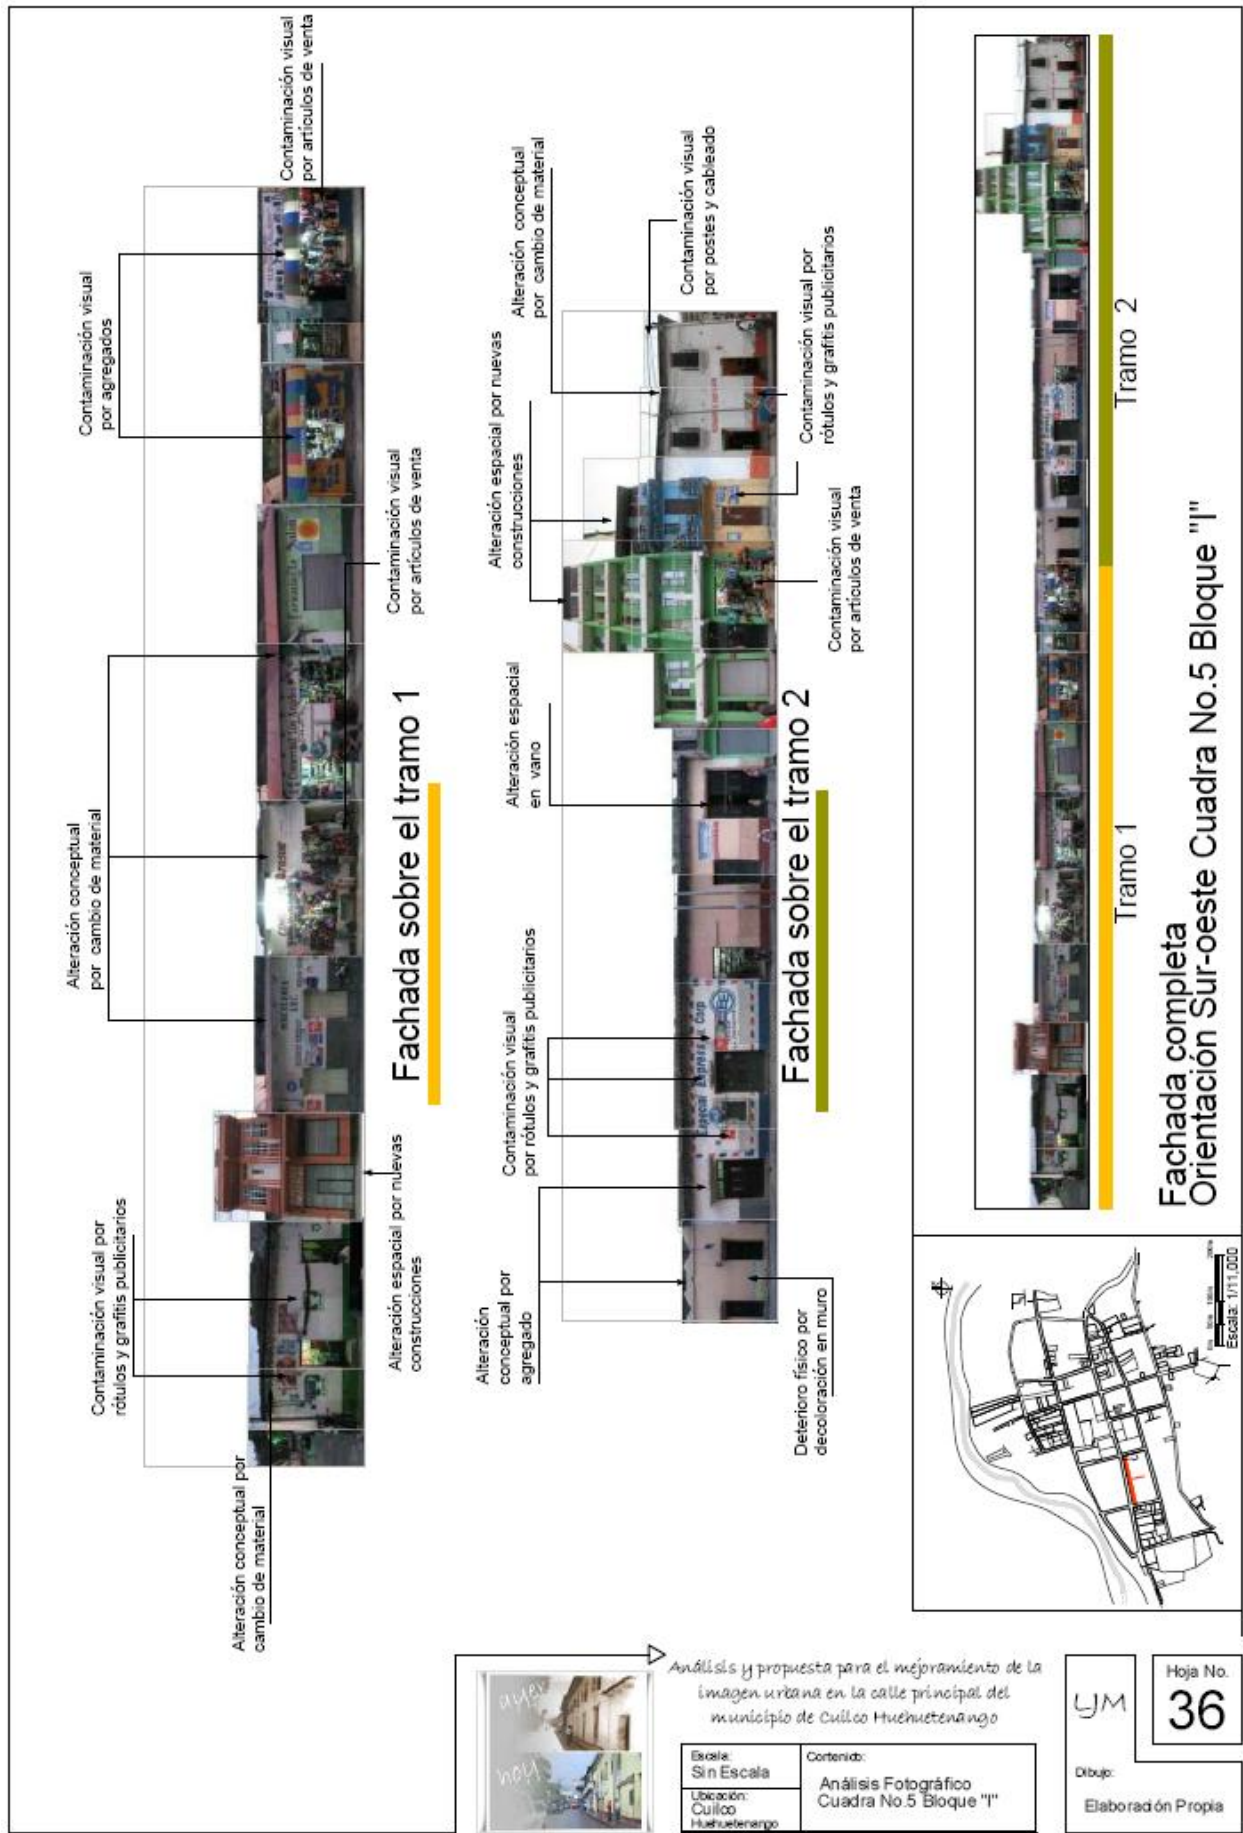 Contaminación visual
por artículos de venta
Contaminación visual
por agregados
Contaminación visual
por artículos de venta
Alteración conceptual
por cambio de material
Fachada sobre el tramo 1
Contaminación visual por
rótulos y grafitis publicitarios
Alteración espacial por nuevas
construcciones
Alteración conceptual por
cambio de material
Alteración conceptual
por cambio de material
Contaminación visual
por postes y cableado
Alteración espacial por nuevas
construcciones
Contaminación visual por
rótulos y grafitis publicitarios
Contaminación visual
por artículos de venta
Alteración espacial
en vano
Fachada sobre el tramo 2
Contaminación visual
por rótulos y grafitis publicitarios
Especial Express Corp
Alteración
conceptual por
agregado
Deterioro físico por
decoloración en muro
Tramo 1
Tramo 2
Fachada completa
Orientación Sur-oeste Cuadra No.5 Bloque "I"
Escala: 1/11,000
ayer
hoy
Análisis y propuesta para el mejoramiento de la
imagen urbana en la calle principal del
municipio de Cuilco Huehuetenango
Escala:
Sin Escala
Ubicación:
Cuilco
Huehuetenango
Contenido:
Análisis Fotográfico
Cuadra No.5 Bloque "I"
LJM
Hoja No.
36
Dibujo:
Elaboración Propia